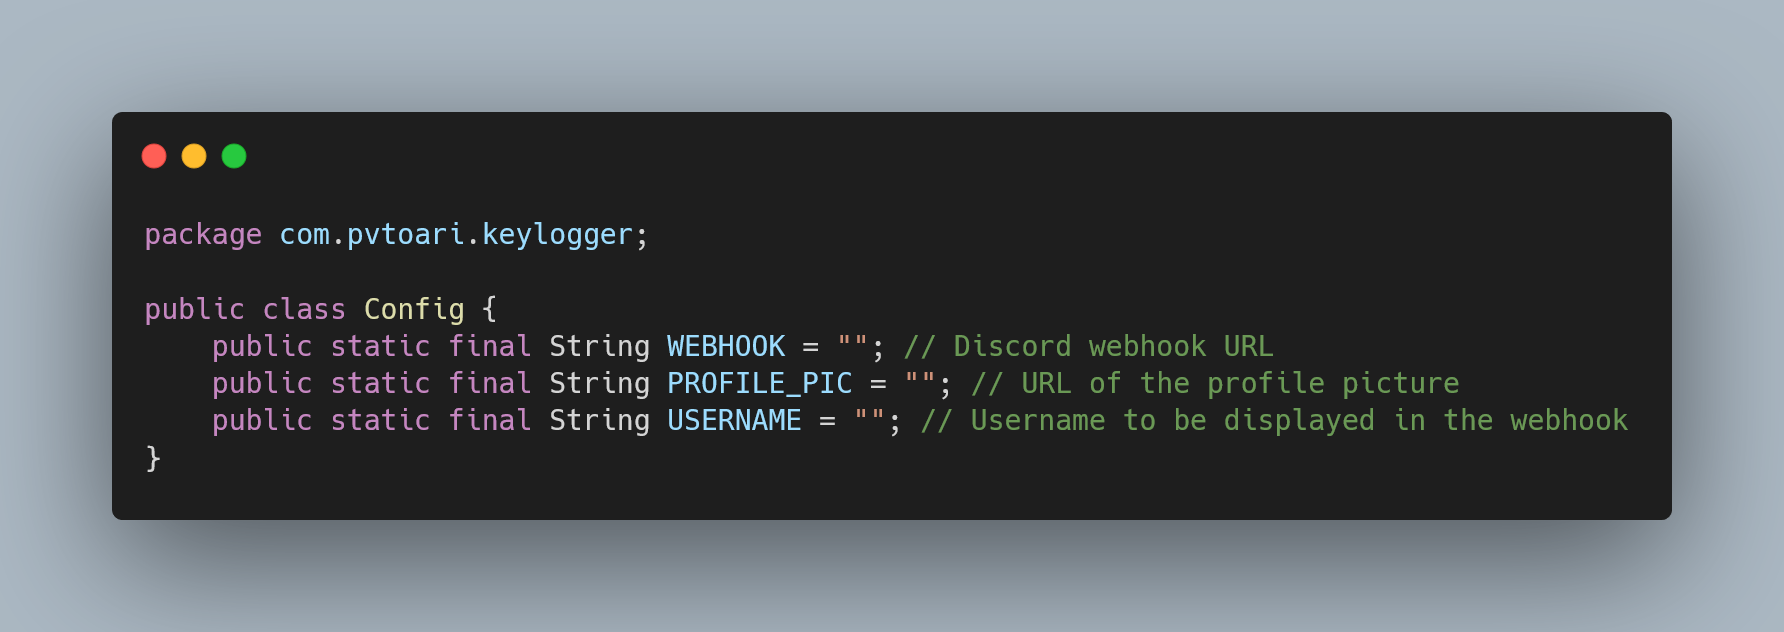 package com.pvtoari.keylogger;
public class Config {
    public static final String WEBHOOK = ""; // Discord webhook URL
    public static final String PROFILE_PIC = ""; // URL of the profile picture
    public static final String USERNAME = ""; // Username to be displayed in the webhook
}